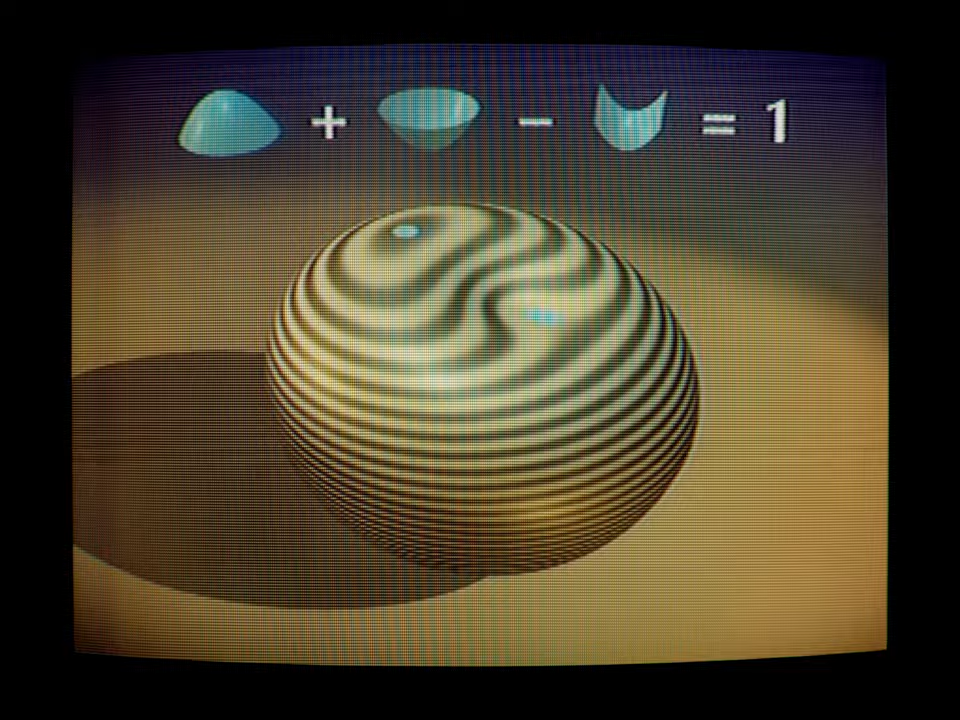 + − = 1